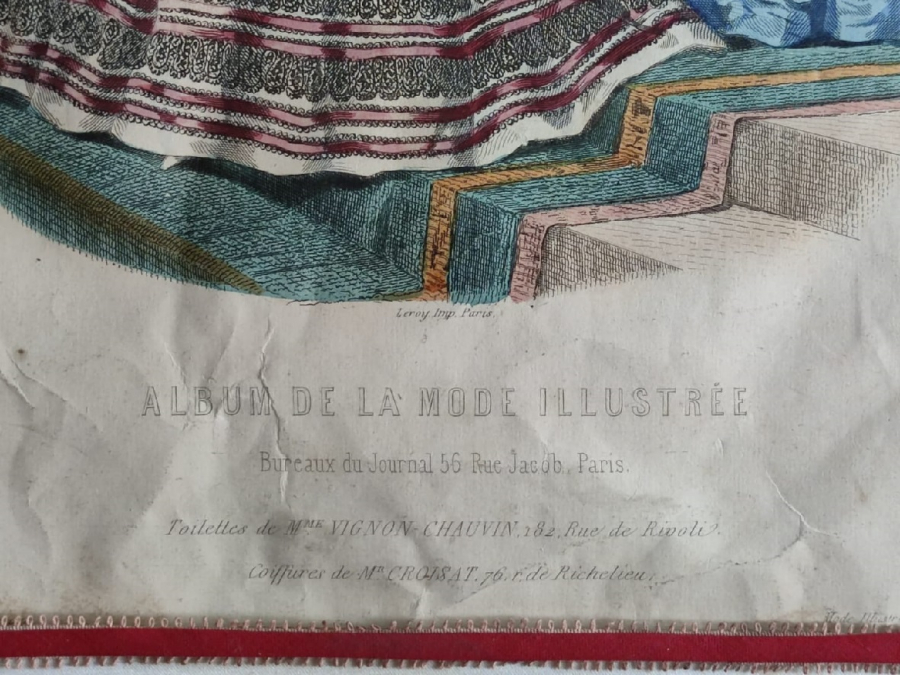 Leroy, Imp. Paris.
ALBUM DE LA MODE ILLUSTRÉE
Bureaux du Journal 56 Rue Jacob, Paris.
Toilettes de MME VIGNON-CHAUVIN, 182, Rue de Rivoli.
Coiffures de MR CROISAT, 76, r. de Richelieu.